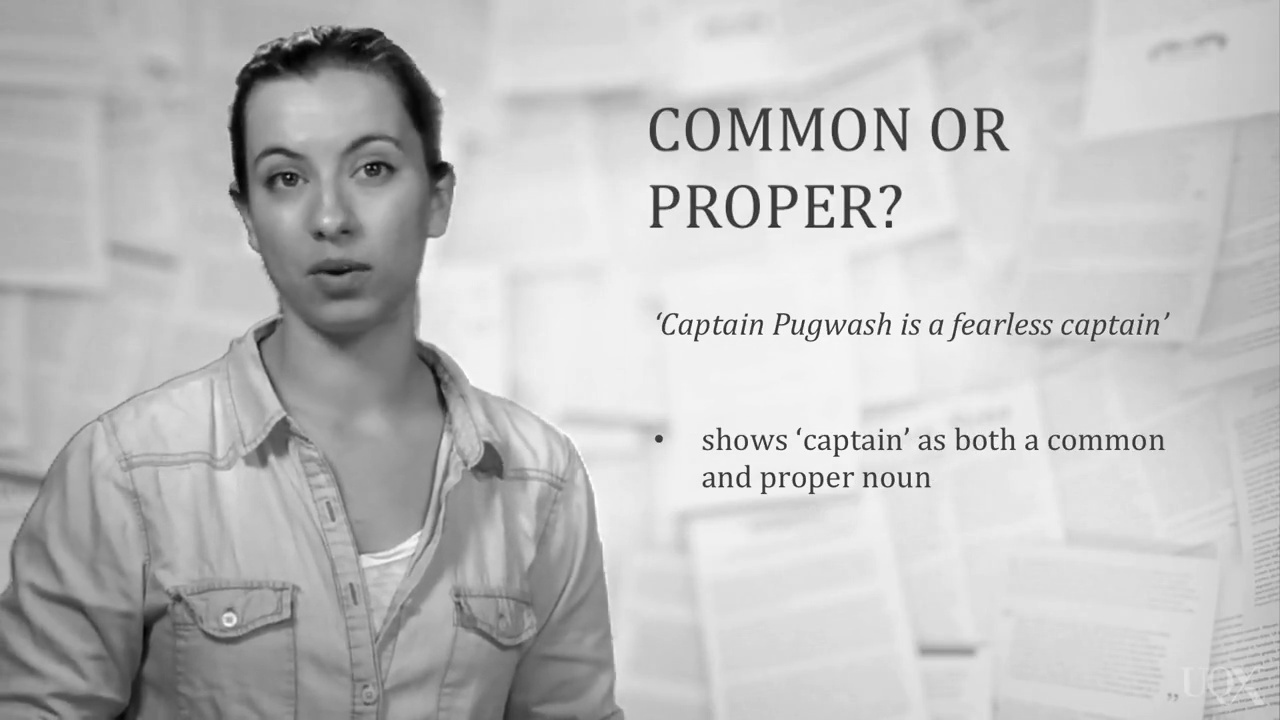 COMMON OR
PROPER?
‘Captain Pugwash is a fearless captain’
• shows ‘captain’ as both a common
and proper noun
UQX